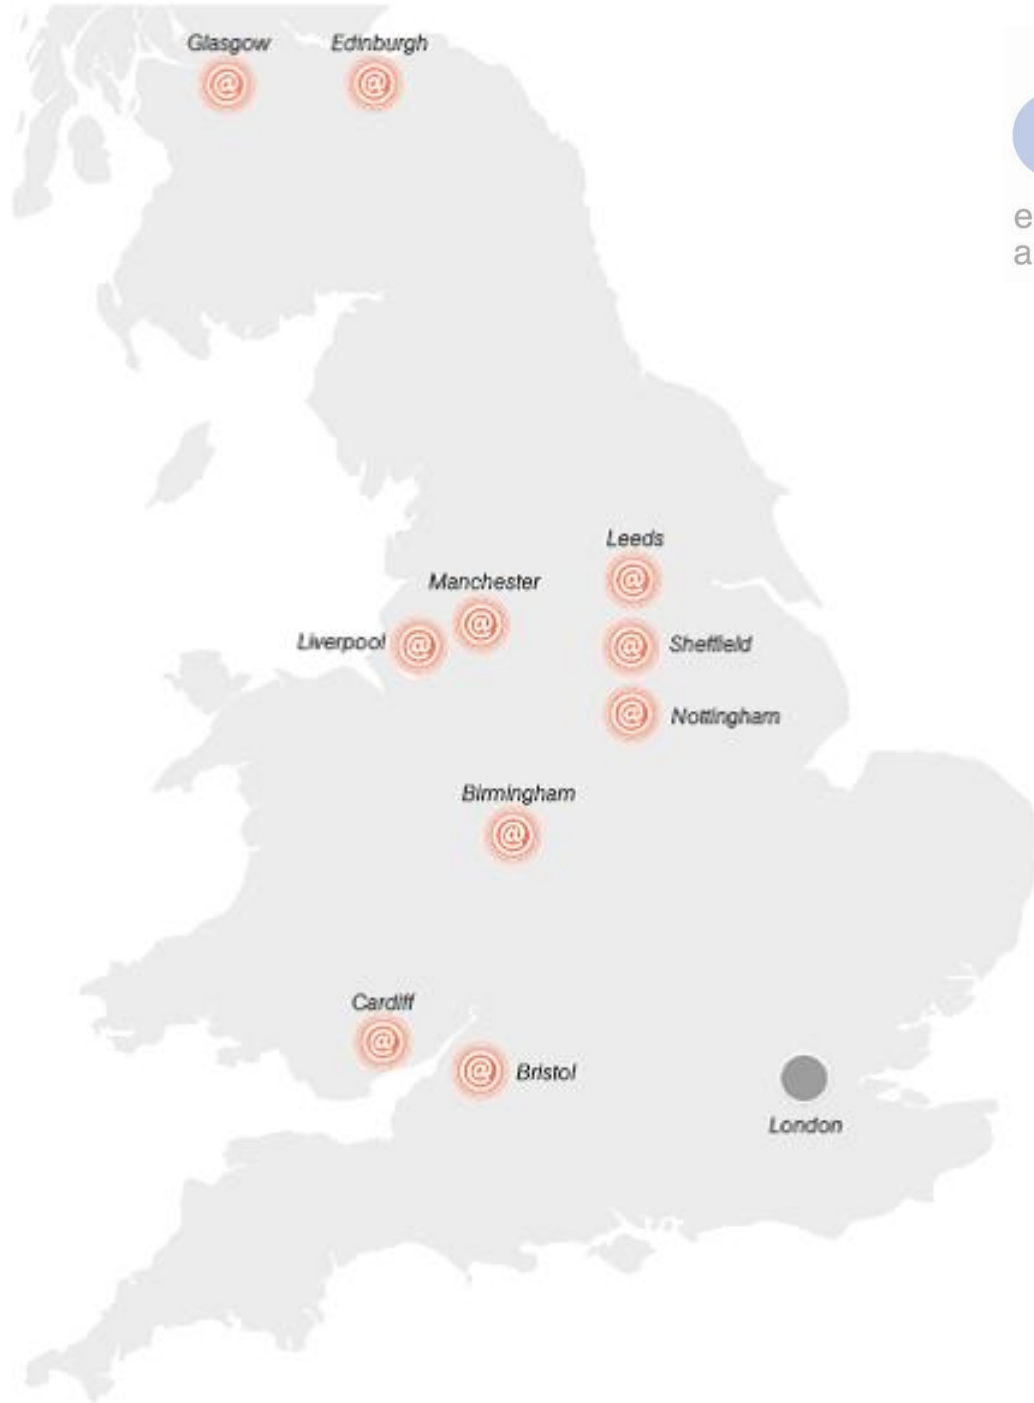 Glasgow
Edinburgh
@
@
Leeds
@
Manchester
@
Liverpool
@
@
Sheffield
@
Nottingham
Birmingham
@
Cardiff
@
@
Bristol
London
e
a